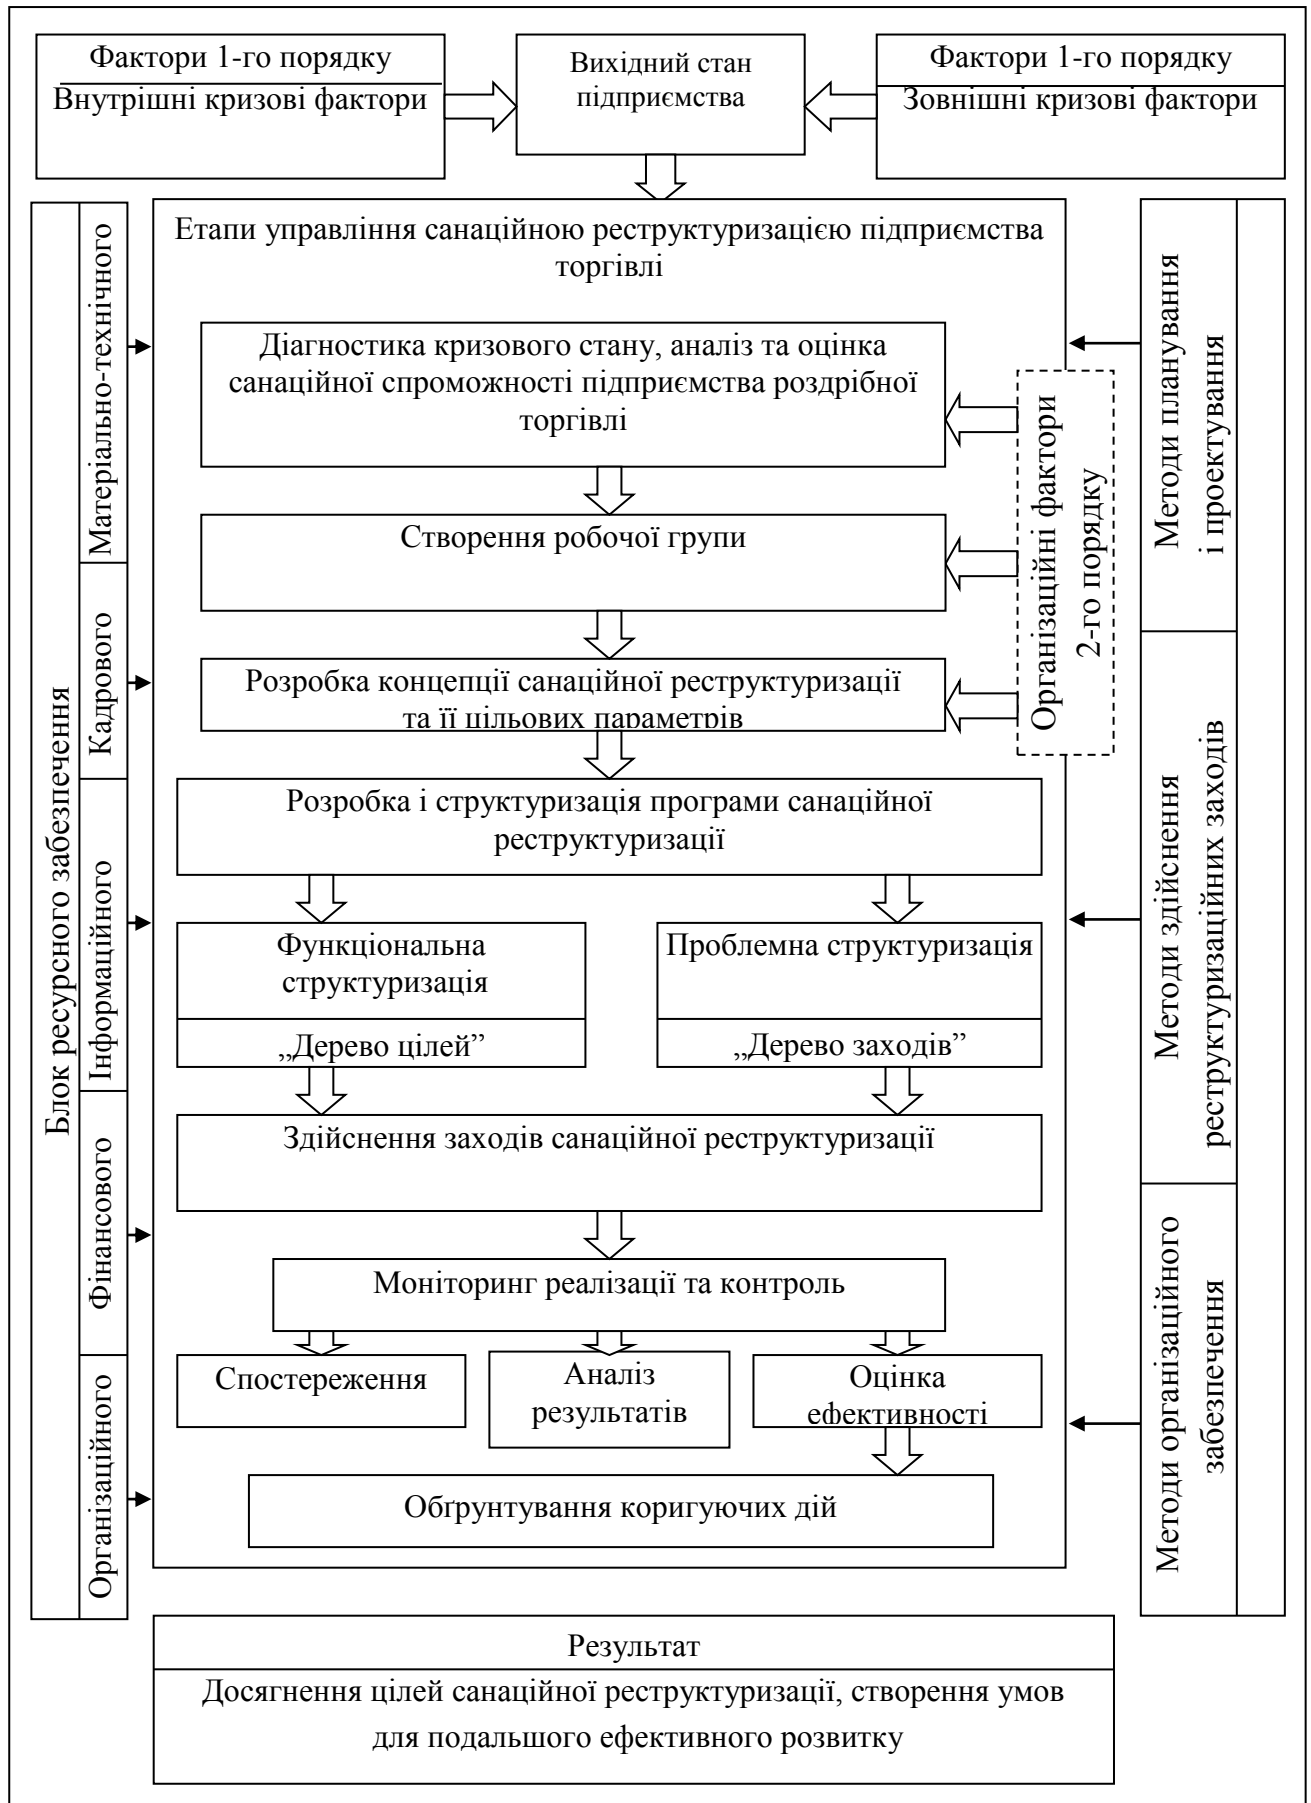 Фактори 1-го порядку
Внутрішні кризові фактори
Вихідний стан
підприємства
Фактори 1-го порядку
Зовнішні кризові фактори
Блок ресурсного забезпечення
Матеріально-технічного
Кадрового
Інформаційного
Фінансового
Організаційного
Етапи управління санаційною реструктуризацією підприємства
торгівлі
Діагностика кризового стану, аналіз та оцінка
санаційної спроможності підприємства роздрібної
торгівлі
Створення робочої групи
Розробка концепції санаційної реструктуризації
та її цільових параметрів
Організаційні фактори
2-го порядку
Розробка і структуризація програми санаційної
реструктуризації
Функціональна
структуризація
„Дерево цілей”
Проблемна структуризація
„Дерево заходів”
Здійснення заходів санаційної реструктуризації
Моніторинг реалізації та контроль
Спостереження
Аналіз
результатів
Оцінка
ефективності
Обґрунтування коригуючих дій
Методи планування
і проектування
Методи здійснення
реструктуризаційних заходів
Методи організаційного
забезпечення
Результат
Досягнення цілей санаційної реструктуризації, створення умов
для подальшого ефективного розвитку